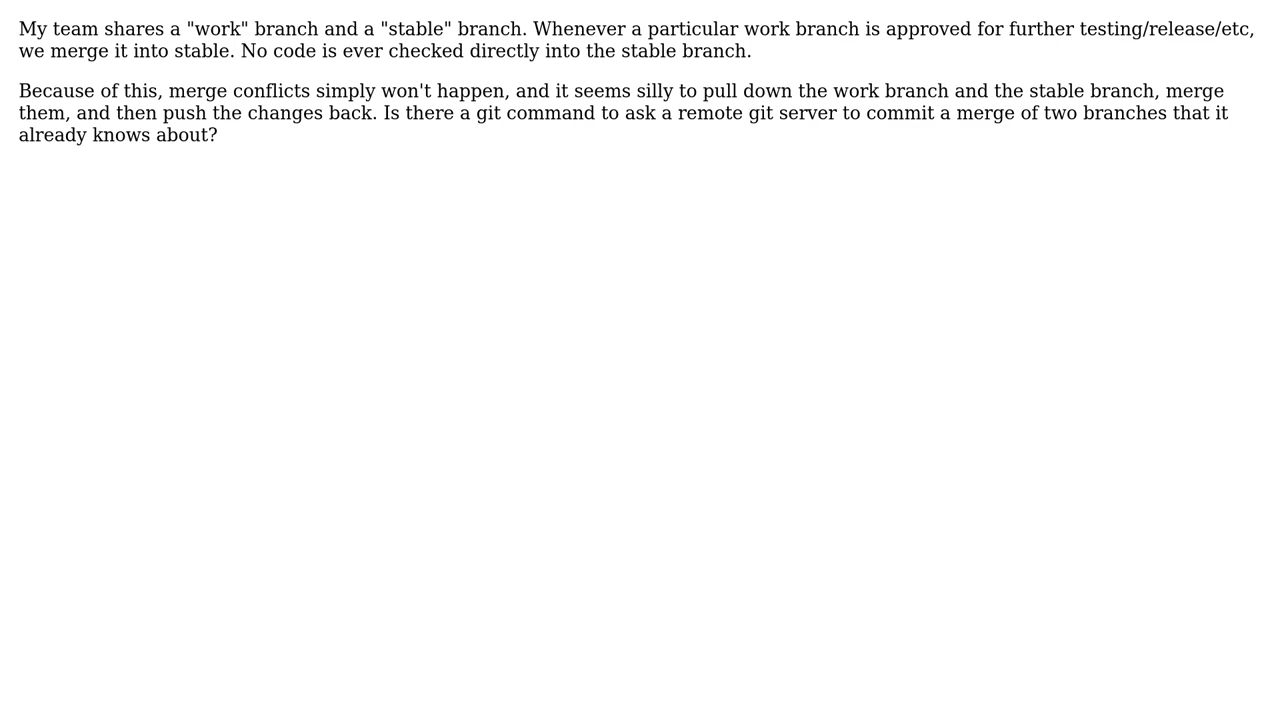 My team shares a "work" branch and a "stable" branch. Whenever a particular work branch is approved for further testing/release/etc,
we merge it into stable. No code is ever checked directly into the stable branch.
Because of this, merge conflicts simply won't happen, and it seems silly to pull down the work branch and the stable branch, merge
them, and then push the changes back. Is there a git command to ask a remote git server to commit a merge of two branches that it
already knows about?